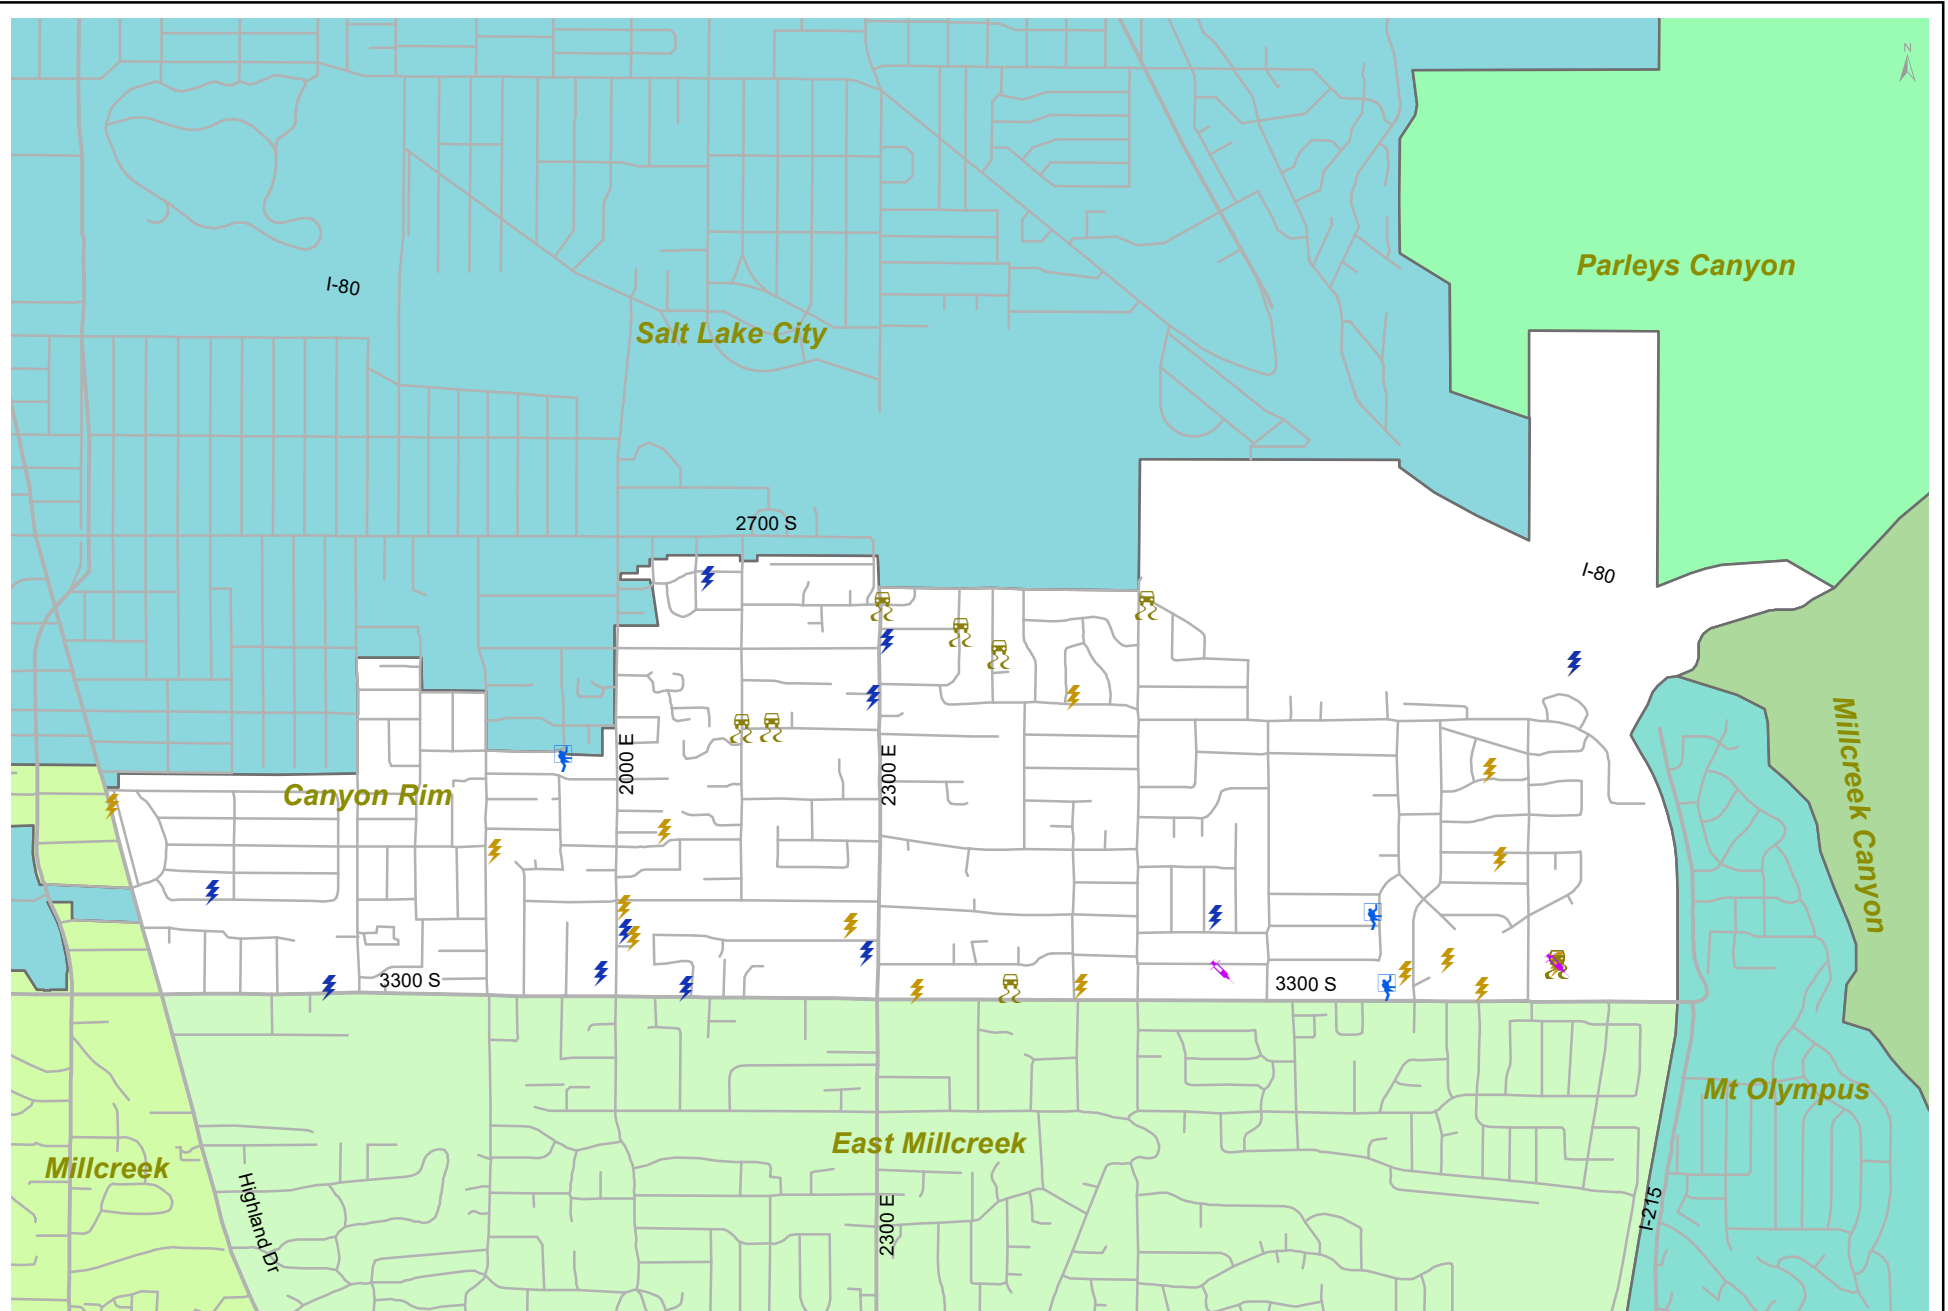 N
Parleys Canyon
I-80
Salt Lake City
2700 S
I-80
Millcreek Canyon
2000 E
2300 E
Canyon Rim
3300 S
3300 S
Mt Olympus
East Millcreek
Millcreek
Highland Dr
2300 E
I-215